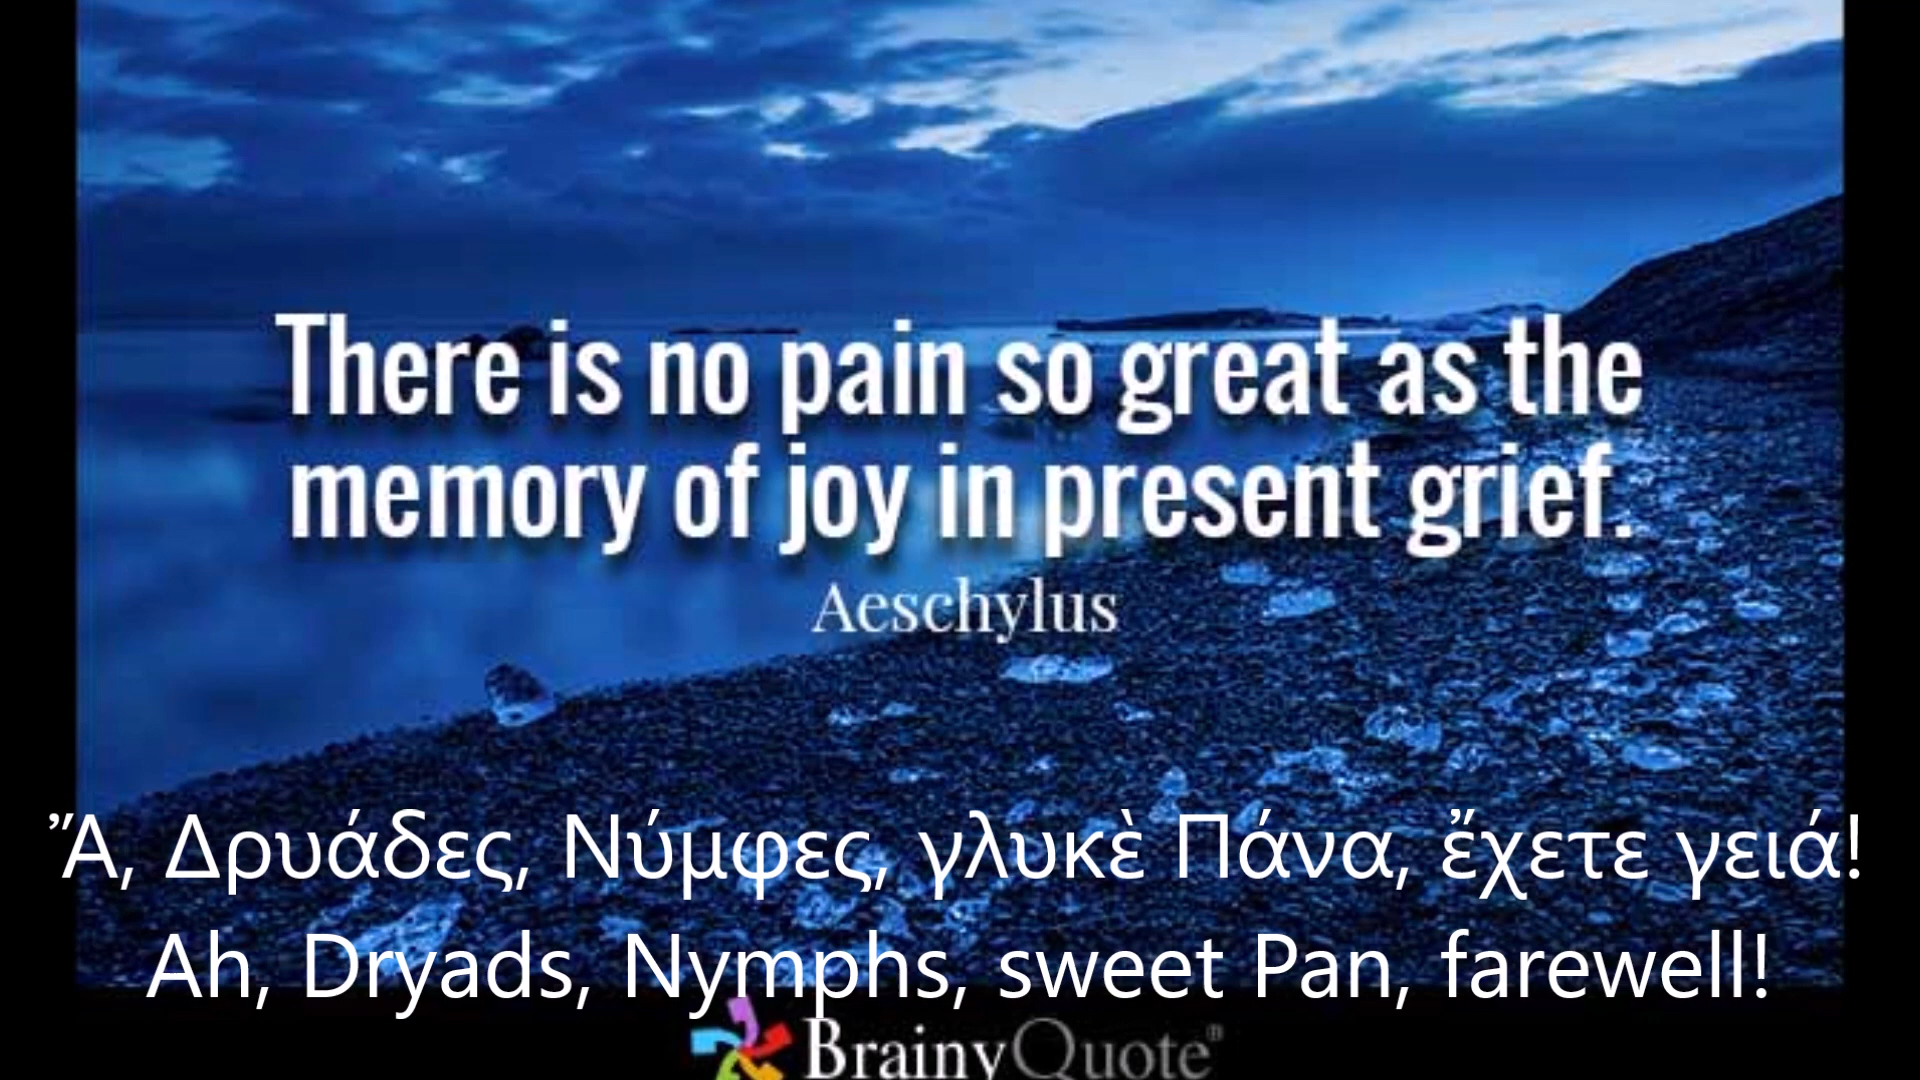 There is no pain so great as the
memory of joy in present grief.
Aeschylus
Ἄ, Δρυάδες, Νύμφες, γλυκὲ Πάνα, ἔχετε γειά!
Ah, Dryads, Nymphs, sweet Pan, farewell!
BrainyQuote®